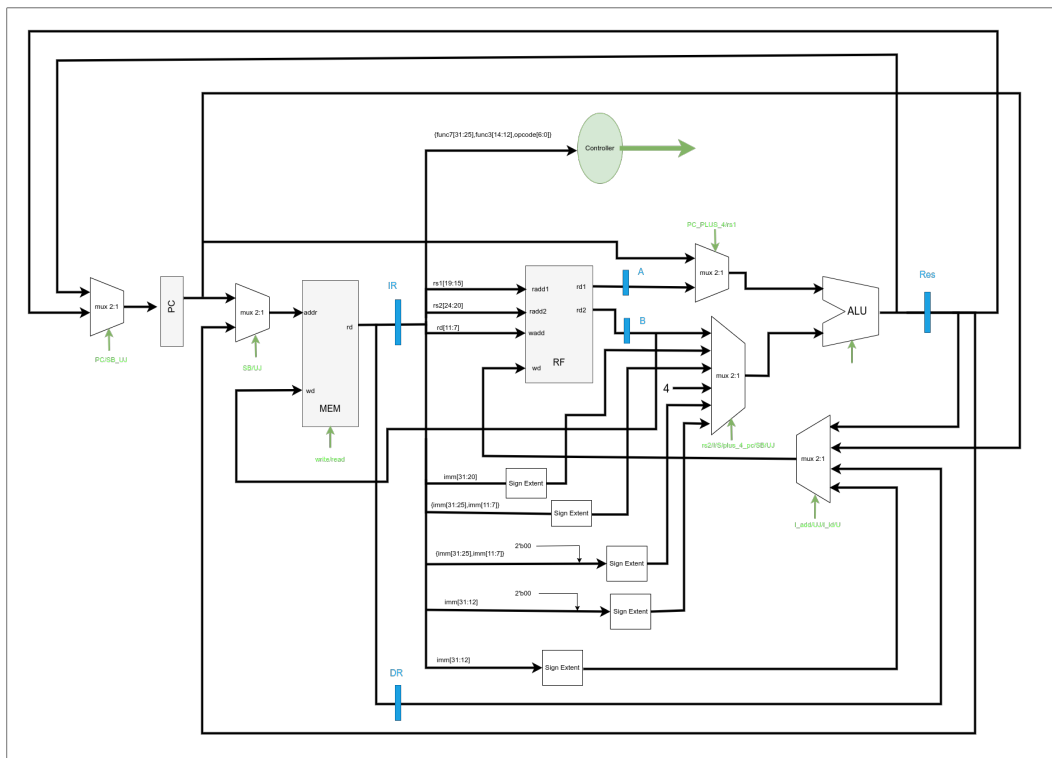 {func7[31:25],func3[14:12],opcode[6:0]}
Controller
PC_PLUS_4/rs1
mux 2:1
A
Res
IR
rs1[19:15]
radd1
rd1
mux 2:1
PC
mux 2:1
addr
rd
rs2[24:20]
radd2
rd2
ALU
B
rd[11:7]
wadd
RF
PC/SB_UJ
SB/UJ
wd
mux 2:1
4
wd
MEM
rs2/I/S/plus_4_pc/SB/UJ
mux 2:1
write/read
imm[31:20]
Sign Extent
{imm[31:25],imm[11:7]}
Sign Extent
2'b00
{imm[31:25],imm[11:7]}
Sign Extent
2'b00
imm[31:12]
Sign Extent
imm[31:12]
Sign Extent
DR